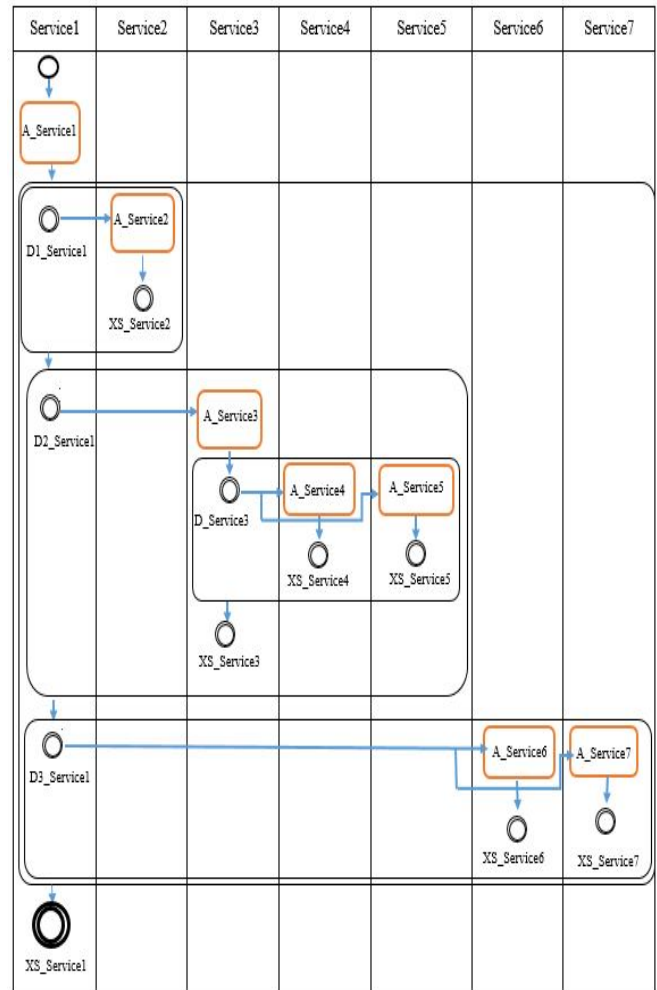 Service1 Service2 Service3 Service4 Service5 Service6 Service7
A_Service1
A_Service2
D1_Service1
XS_Service2
A_Service3
D2_Service1
A_Service4 A_Service5
D_Service3
XS_Service4 XS_Service5
XS_Service3
A_Service6 A_Service7
D3_Service1
XS_Service6 XS_Service7
XS_Service1